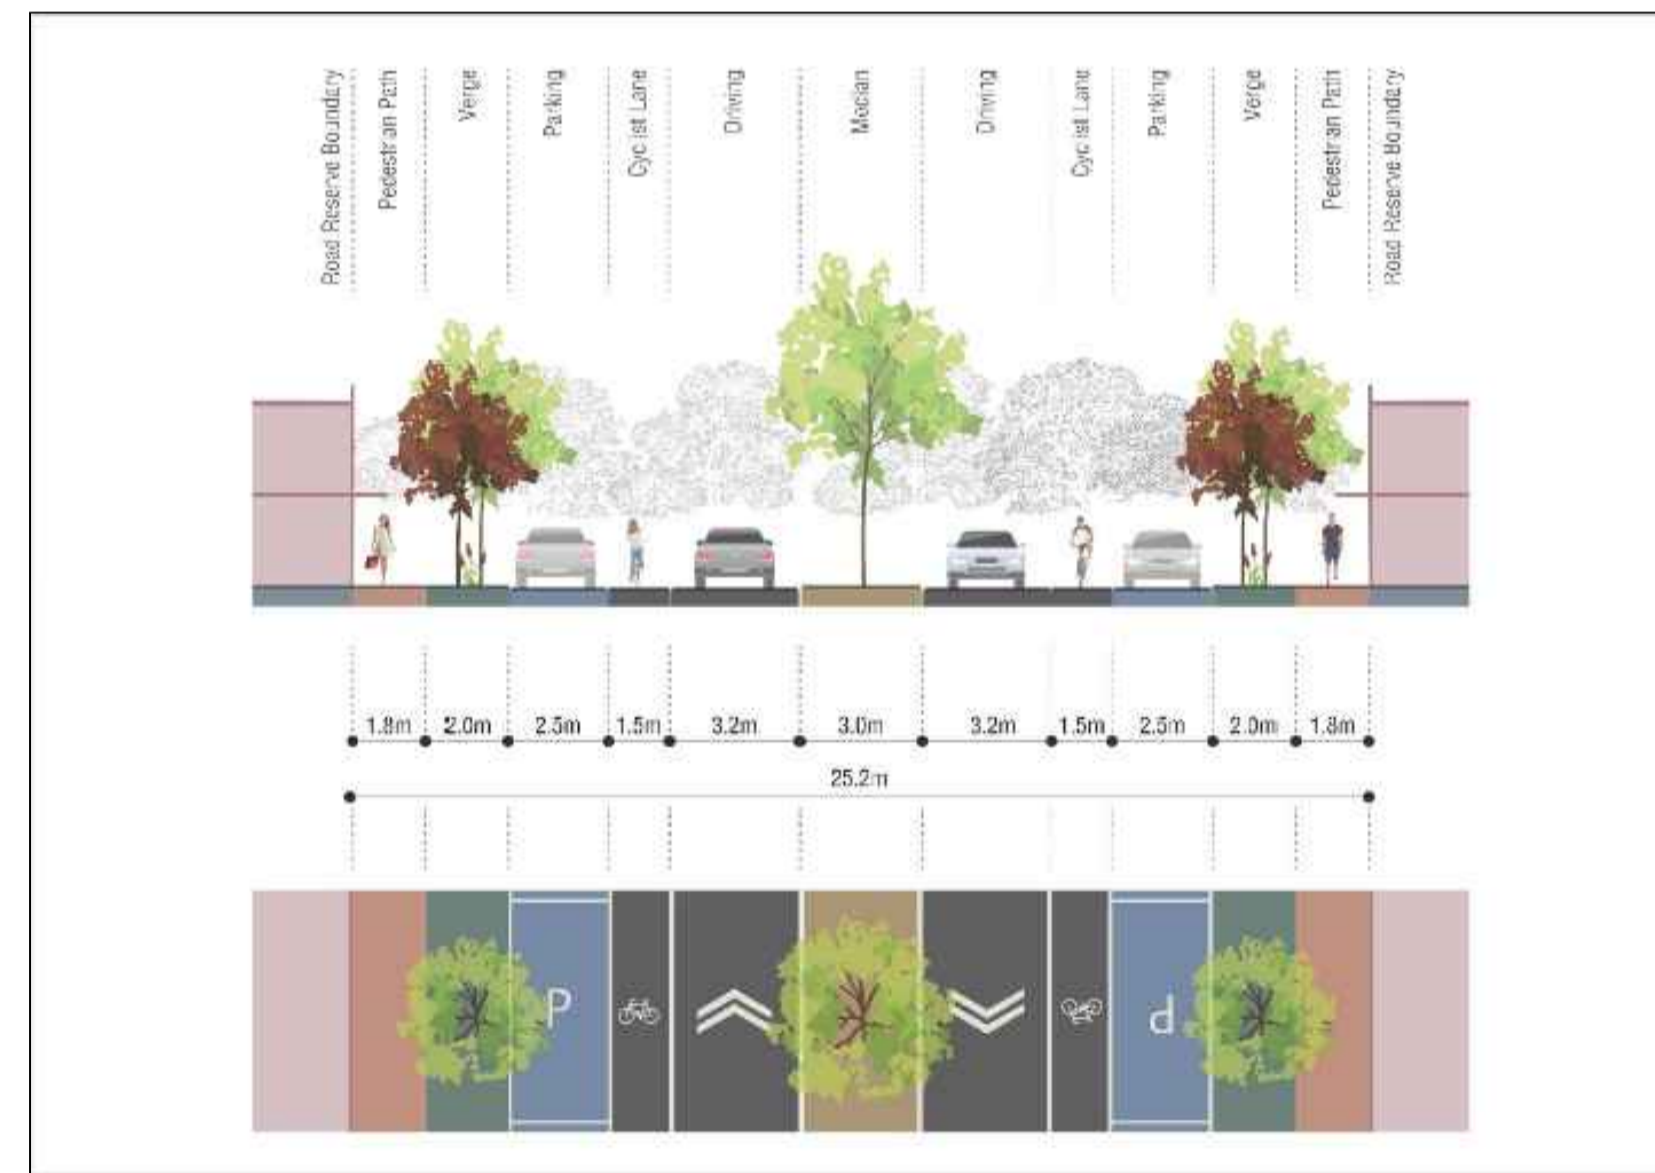 Road Reserve Boundary
Pedestrian Path
Verge
Parking
Cyclist Lane
Driving
Median
Driving
Cyclist Lane
Parking
Verge
Pedestrian Path
Road Reserve Boundary
1.8m 2.0m 2.5m 1.5m 3.2m 3.0m 3.2m 1.5m 2.5m 2.0m 1.8m
25.2m
P P